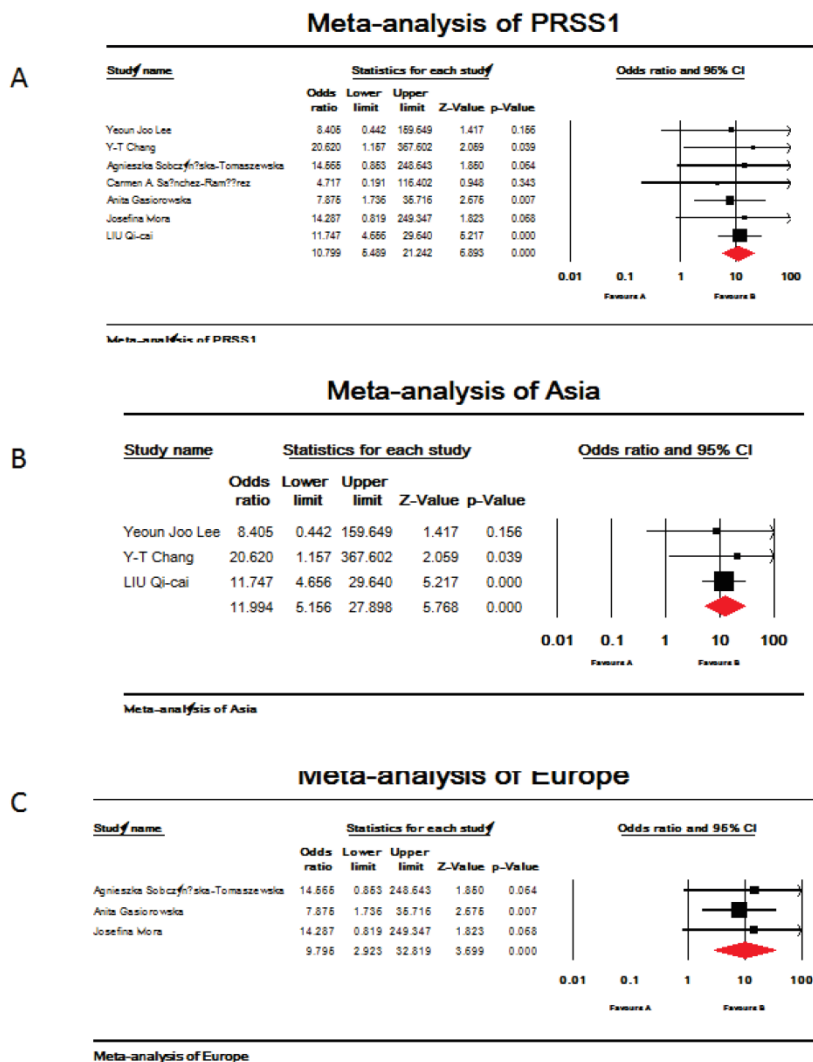 Meta-analysis of PRSS1
A
Study name Statistics for each study Odds ratio and 95% CI
Odds Lower Upper
ratio limit limit Z-Value p-Value
Yeoun Joo Lee 8.405 0.442 159.649 1.417 0.156
Y-T Chang 20.620 1.157 367.602 2.059 0.039
Agnieszka Sobczyn?ska-Tomaszewska 14.565 0.853 248.643 1.850 0.064
Carmen A. Sa?nchez-Ram??rez 4.717 0.191 116.402 0.948 0.343
Anita Gasiorowska 7.875 1.736 35.716 2.675 0.007
Josefina Mora 14.287 0.819 249.347 1.823 0.068
LIU Qi-cai 11.747 4.656 29.640 5.217 0.000
10.799 5.489 21.242 6.893 0.000
0.01 0.1 1 10 100
Favours A Favours B
Meta-analysis of PRSS1
Meta-analysis of Asia
B
Study name Statistics for each study Odds ratio and 95% CI
Odds Lower Upper
ratio limit limit Z-Value p-Value
Yeoun Joo Lee 8.405 0.442 159.649 1.417 0.156
Y-T Chang 20.620 1.157 367.602 2.059 0.039
LIU Qi-cai 11.747 4.656 29.640 5.217 0.000
11.994 5.156 27.898 5.768 0.000
0.01 0.1 1 10 100
Favours A Favours B
Meta-analysis of Asia
Meta-analysis of Europe
C
Study name Statistics for each study Odds ratio and 95% CI
Odds Lower Upper
ratio limit limit Z-Value p-Value
Agnieszka Sobczyn?ska-Tomaszewska 14.565 0.853 248.643 1.850 0.064
Anita Gasiorowska 7.875 1.736 35.716 2.675 0.007
Josefina Mora 14.287 0.819 249.347 1.823 0.068
9.795 2.923 32.819 3.699 0.000
0.01 0.1 1 10 100
Favours A Favours B
Meta-analysis of Europe